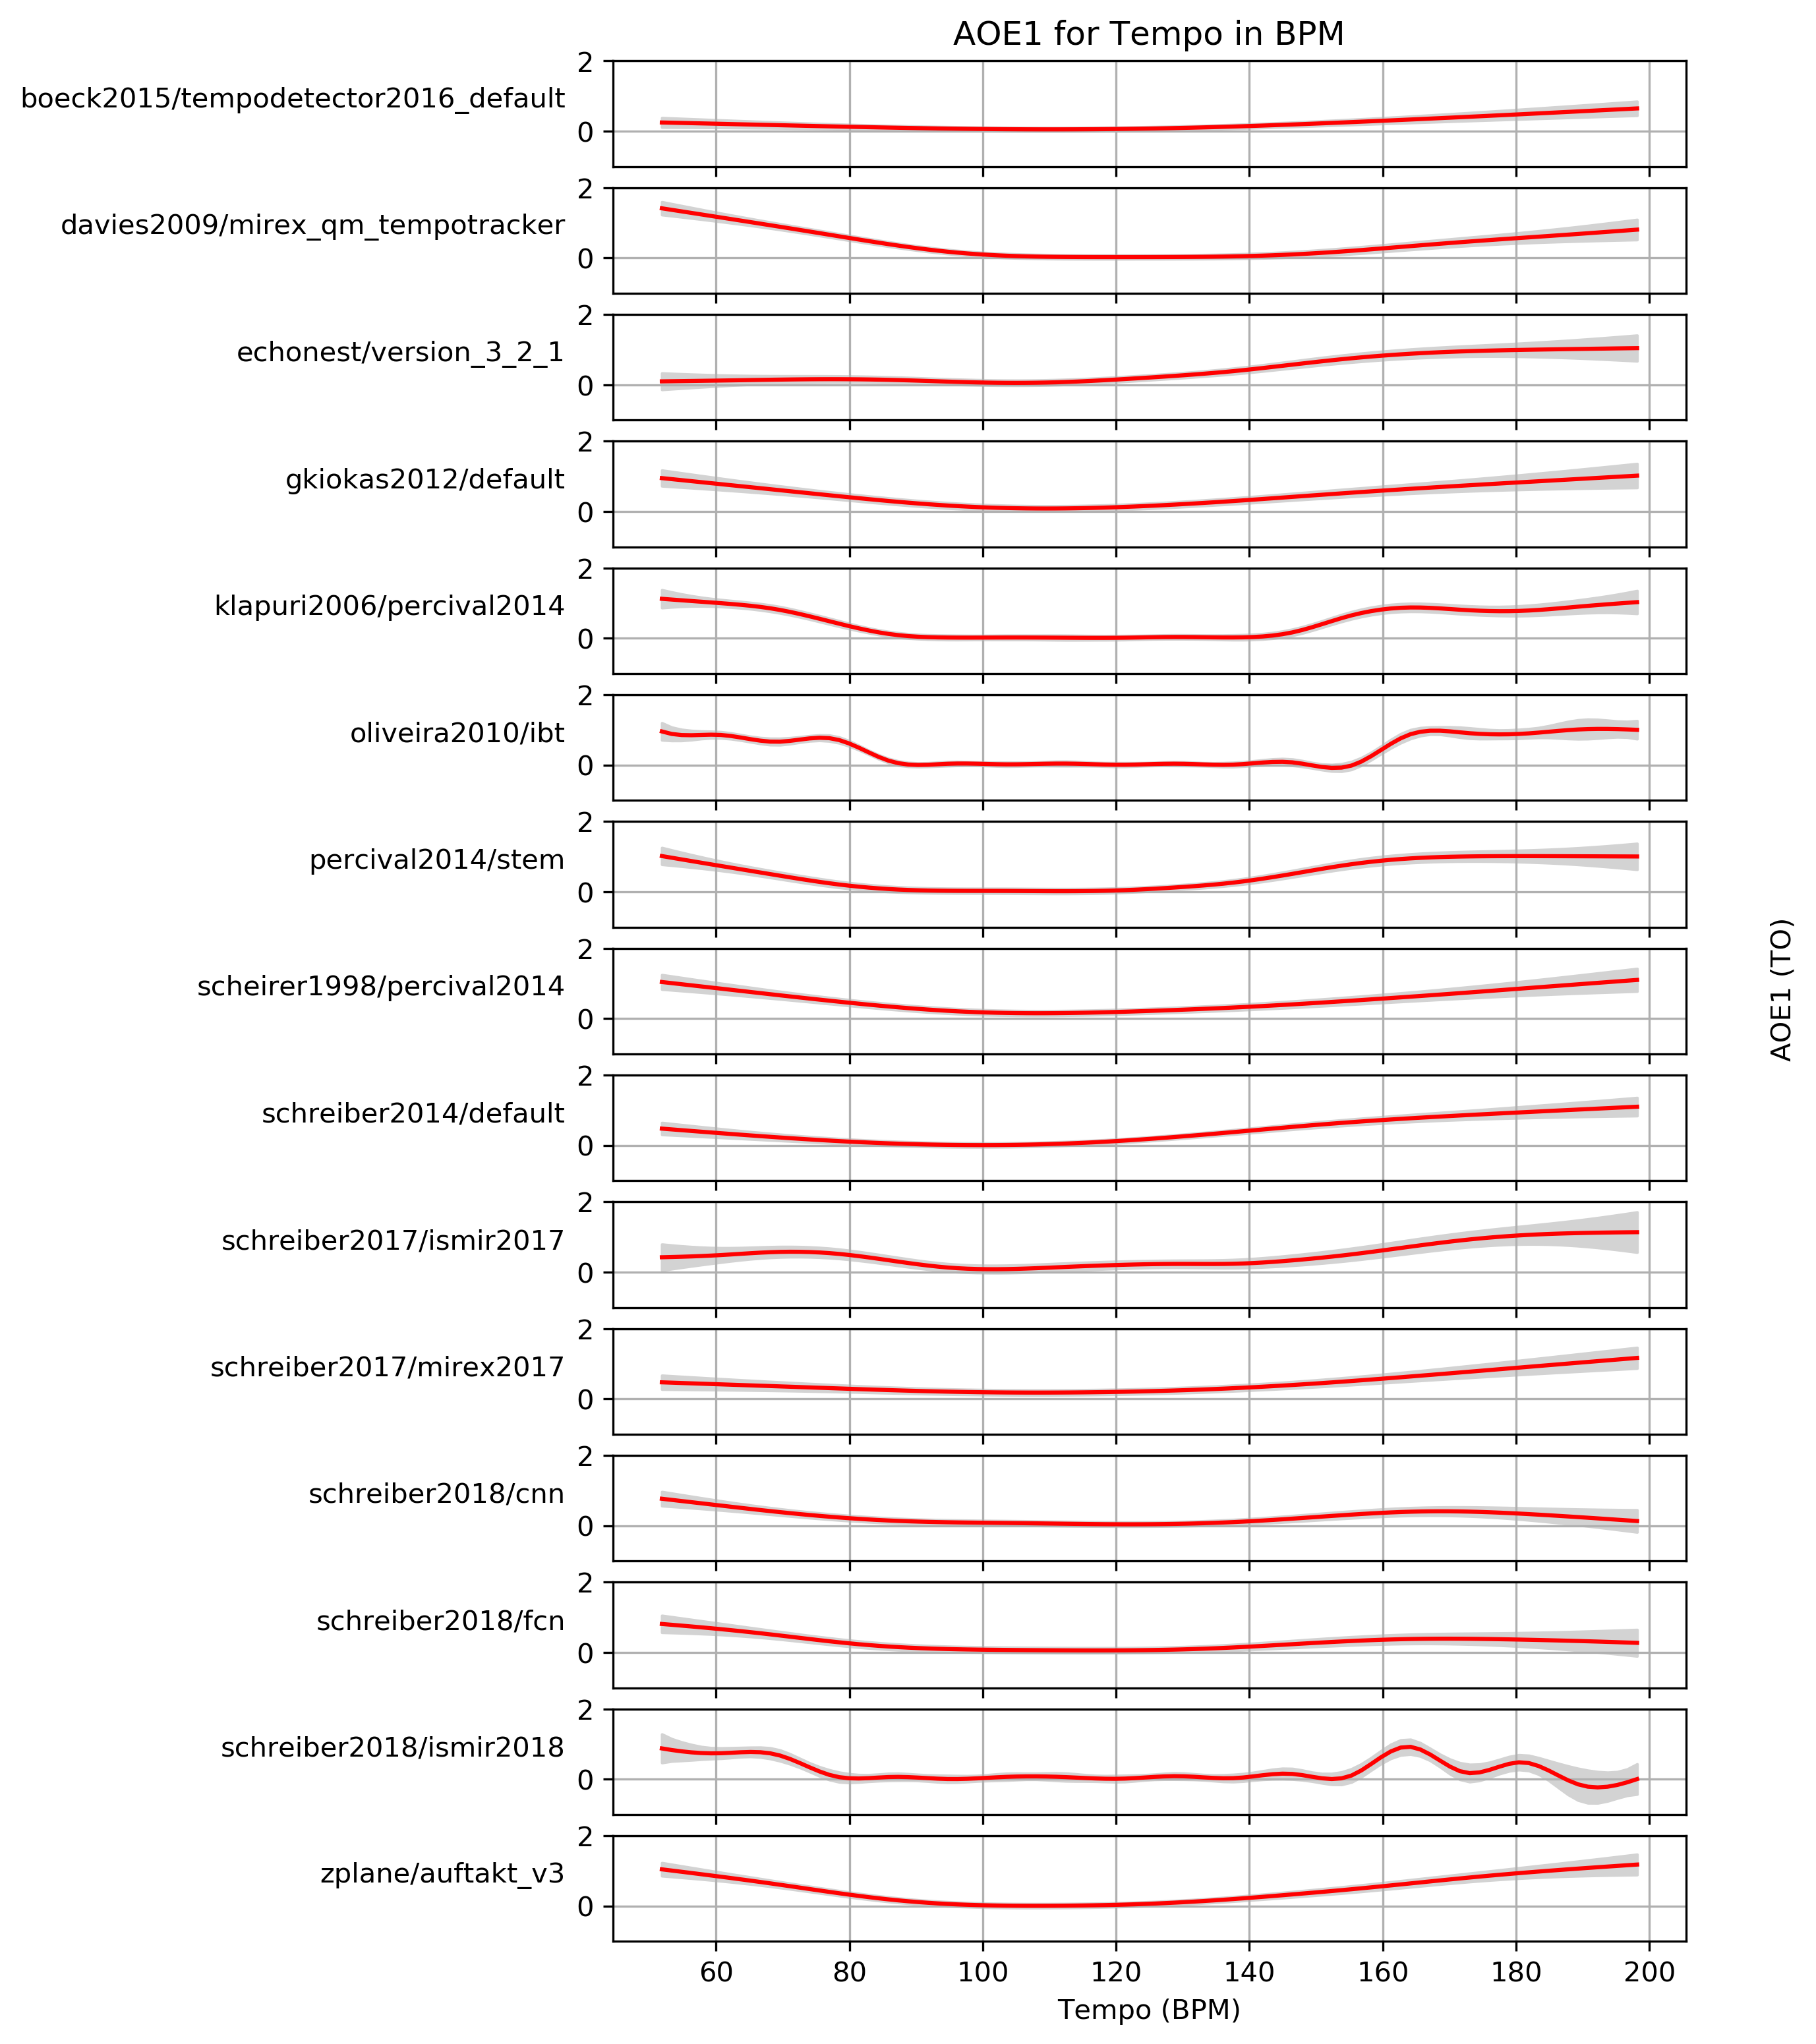 AOE1 for Tempo in BPM
boeck2015/tempodetector2016_default
2
0
davies2009/mirex_qm_tempotracker
2
0
echonest/version_3_2_1
2
0
gkiokas2012/default
2
0
klapuri2006/percival2014
2
0
oliveira2010/ibt
2
0
percival2014/stem
2
0
scheirer1998/percival2014
2
0
schreiber2014/default
2
0
schreiber2017/ismir2017
2
0
schreiber2017/mirex2017
2
0
schreiber2018/cnn
2
0
schreiber2018/fcn
2
0
schreiber2018/ismir2018
2
0
zplane/auftakt_v3
2
0
60 80 100 120 140 160 180 200
Tempo (BPM)
AOE1 (TO)